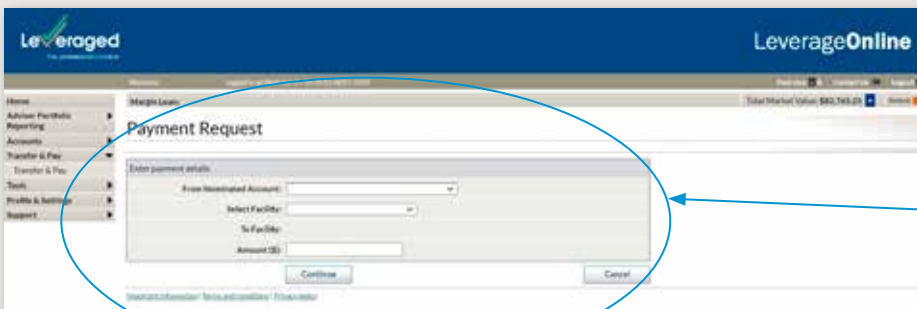 Leveraged
LeverageOnline
Home
Margin Loans
Total Market Value: $82,765.25
Adviser Portfolio
Reporting
Payment Request
Accounts
Transfer & Pay
Transfer & Pay
Enter payment details
Tools
From Nominated Account:
Profile & Settings
Select Facility:
Support
To Facility:
Amount ($):
Continue
Cancel
Important information | Terms and conditions | Privacy policy